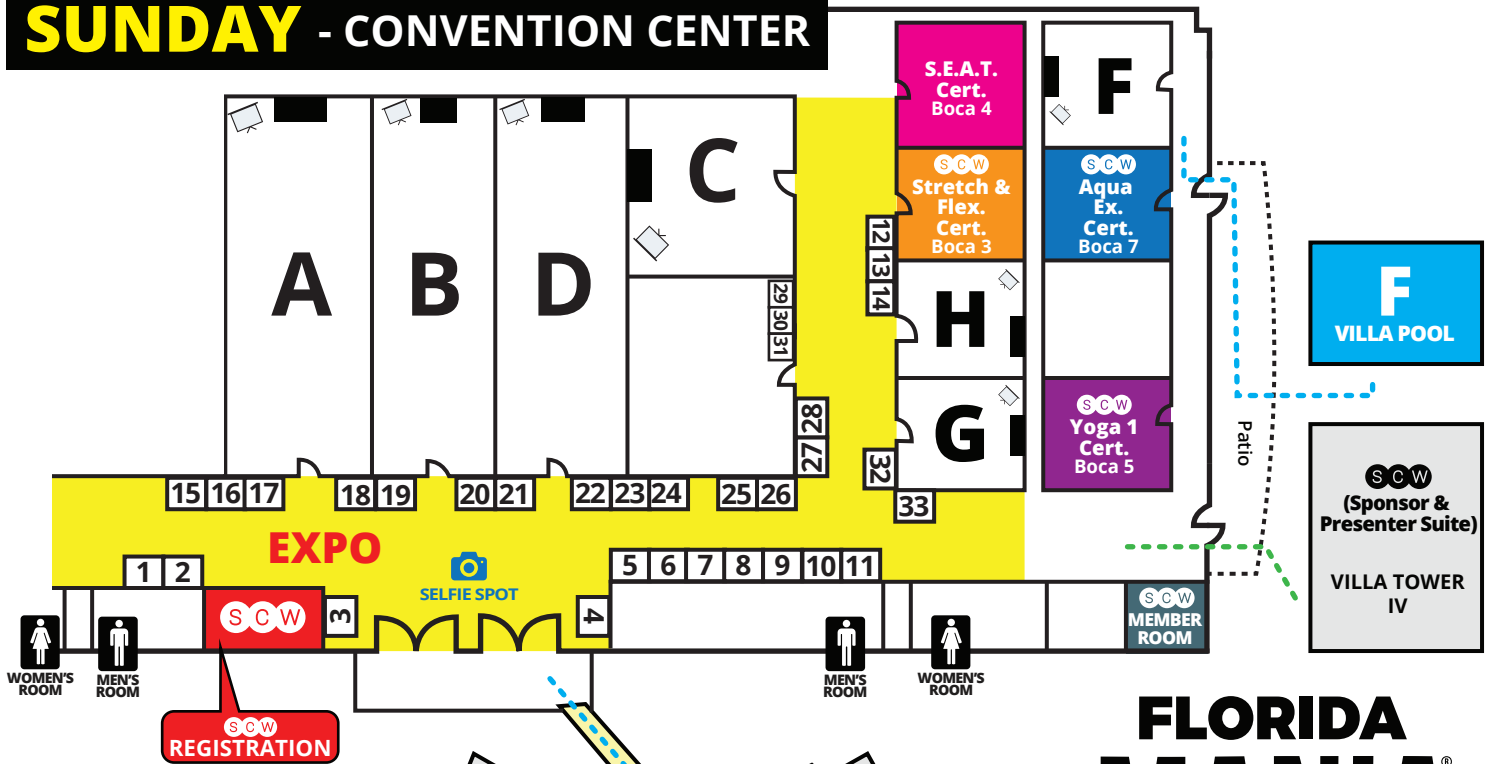 SUNDAY - CONVENTION CENTER
S.E.A.T.
Cert.
Boca 4
F
SCW
Stretch &
Flex.
Cert.
Boca 3
SCW
Aqua
Ex.
Cert.
Boca 7
A
B
D
C
H
G
SCW
Yoga 1
Cert.
Boca 5
F
VILLA POOL
Patio
SCW
(Sponsor &
Presenter Suite)
VILLA TOWER
IV
12
13
14
29
30
31
28
27
32
33
15 16 17
18 19
20 21
22 23 24
25 26
EXPO
SELFIE SPOT
1 2
3
4
5 6 7 8 9 10 11
SCW
SCW
MEMBER
ROOM
WOMEN'S
ROOM
MEN'S
ROOM
MEN'S
ROOM
WOMEN'S
ROOM
SCW
REGISTRATION
FLORIDA
MANIA®